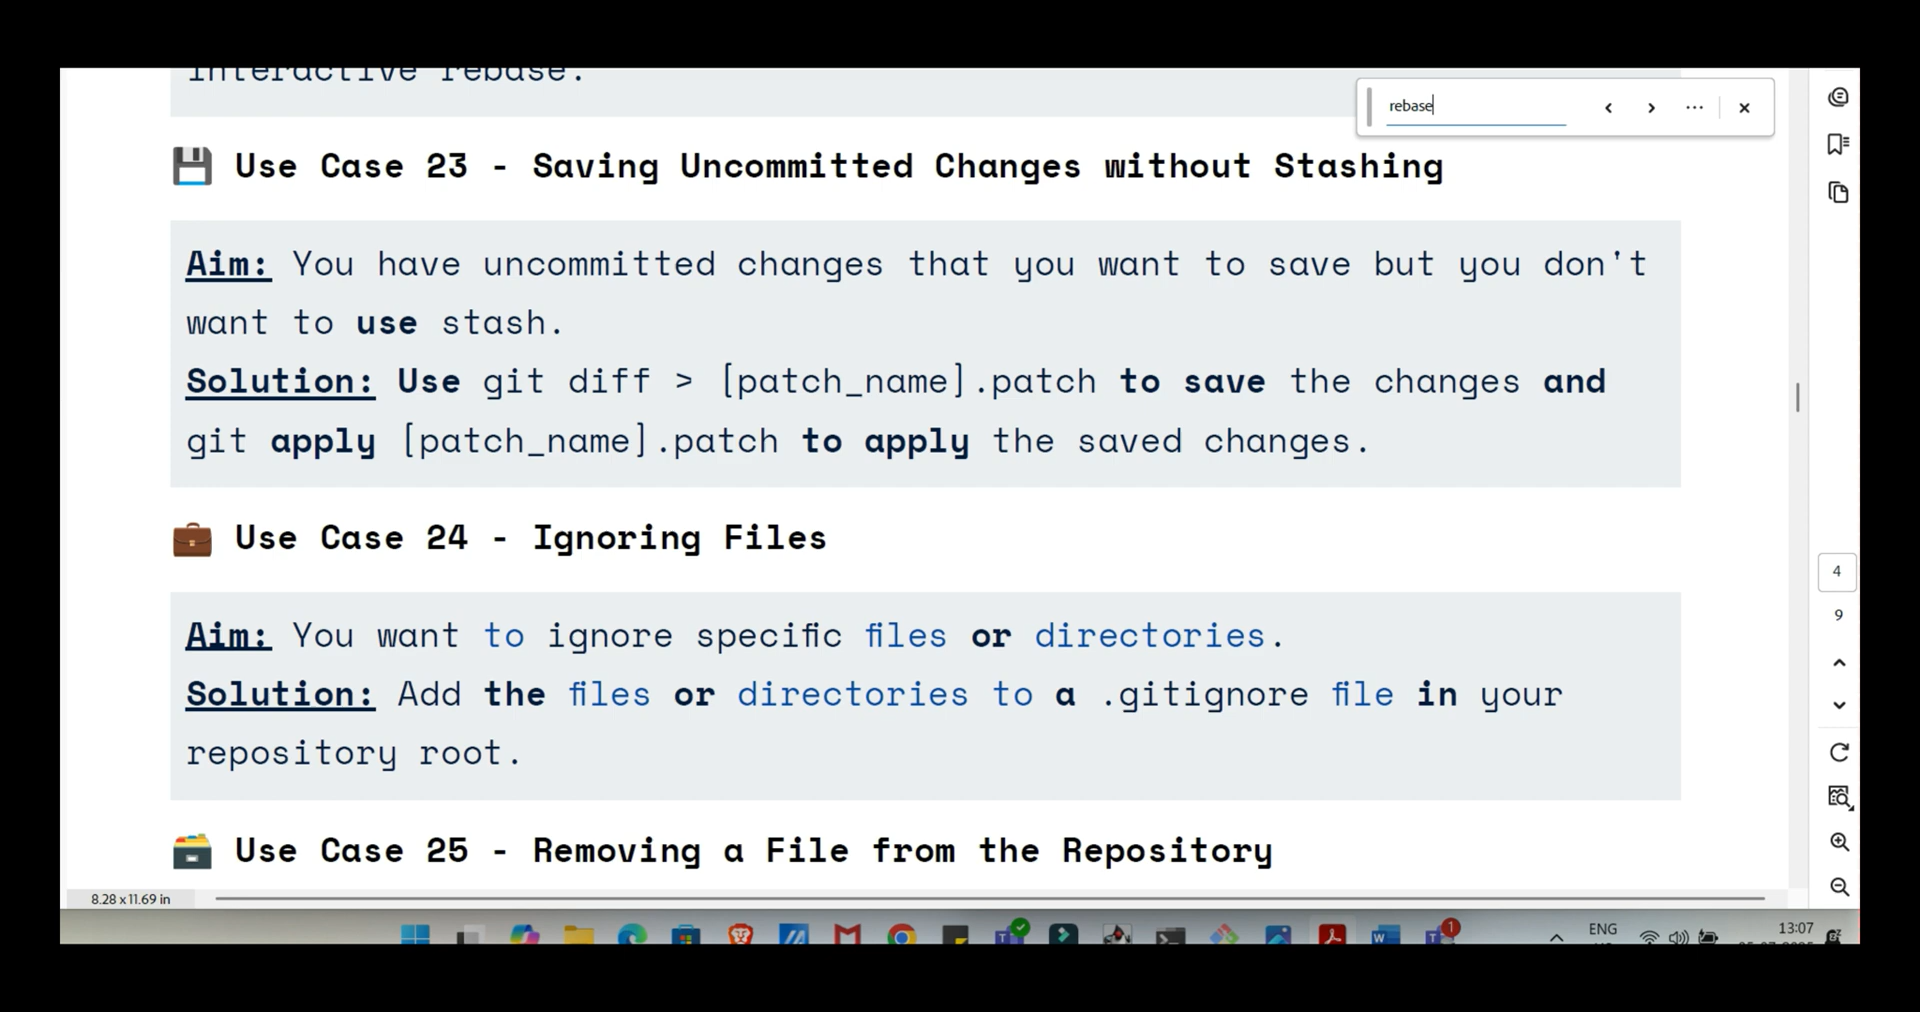 interactive rebase.
rebase
Use Case 23 - Saving Uncommitted Changes without Stashing
Aim: You have uncommitted changes that you want to save but you don't
want to use stash.
Solution: Use git diff > [patch_name].patch to save the changes and
git apply [patch_name].patch to apply the saved changes.
Use Case 24 - Ignoring Files
Aim: You want to ignore specific files or directories.
Solution: Add the files or directories to a .gitignore file in your
repository root.
4
9
Use Case 25 - Removing a File from the Repository
8.28 x 11.69 in
1
ENG
13:07